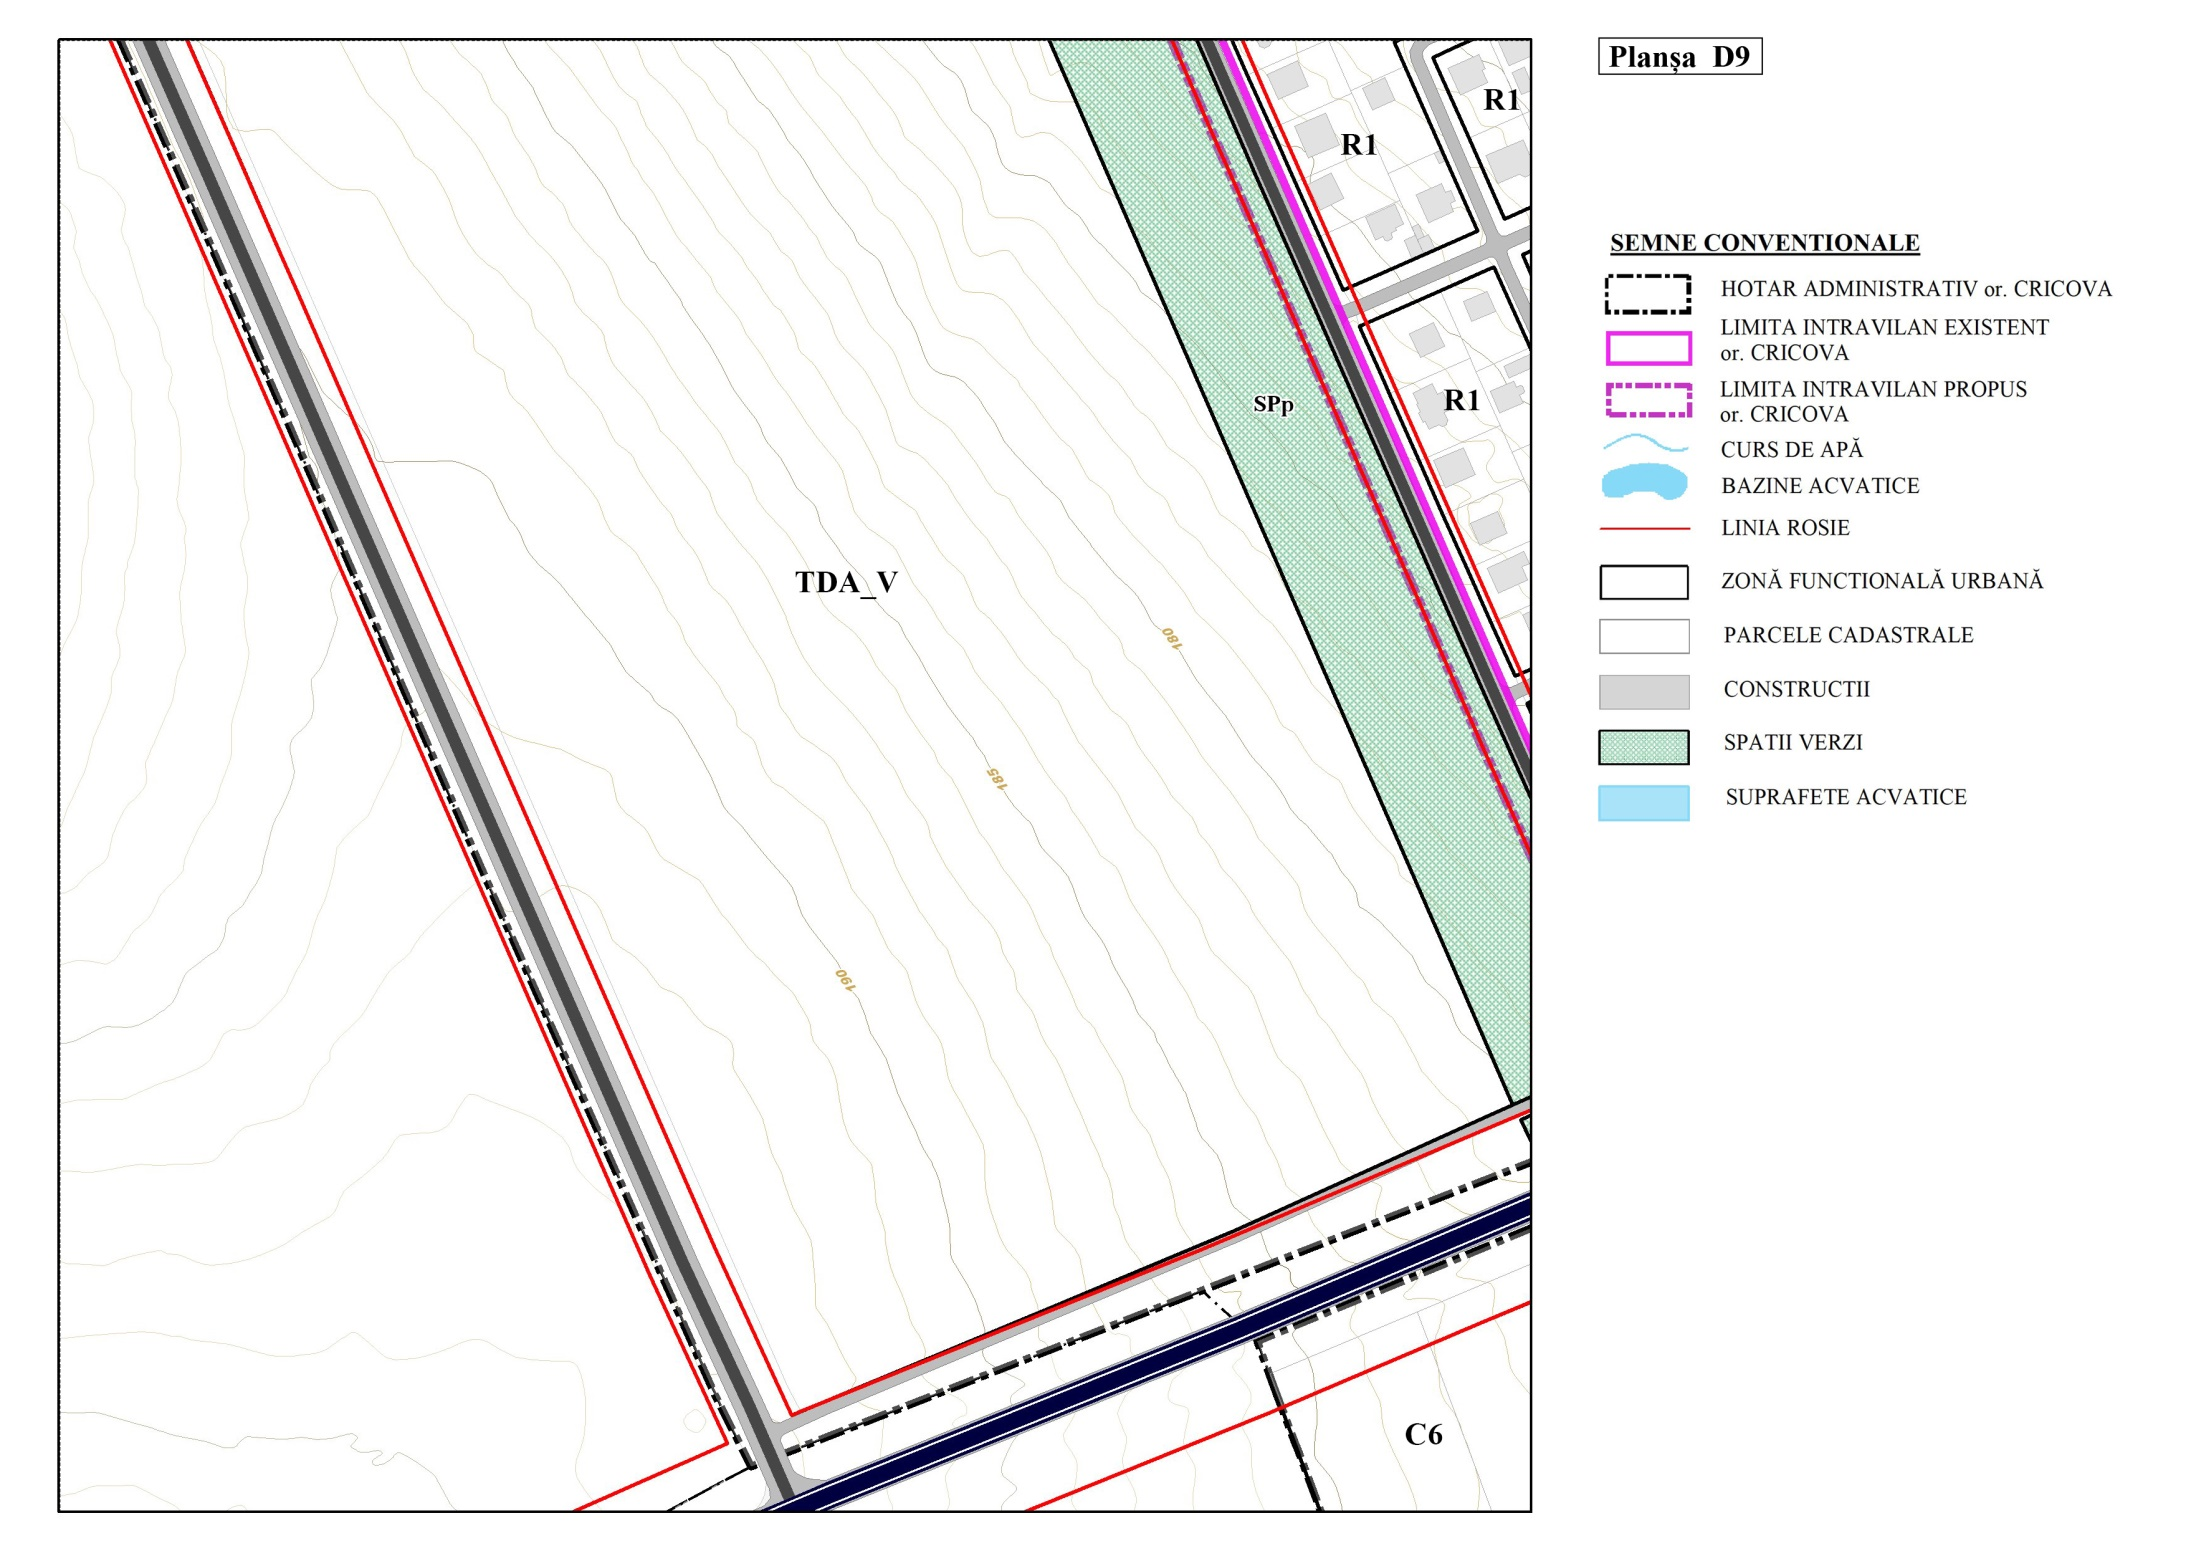 Planșa D9
R1
R1
SPp
R1
TDA_V
180
185
190
C6
SEMNE CONVENTIONALE
HOTAR ADMINISTRATIV or. CRICOVA
LIMITA INTRAVILAN EXISTENT
or. CRICOVA
LIMITA INTRAVILAN PROPUS
or. CRICOVA
CURS DE APĂ
BAZINE ACVATICE
LINIA ROSIE
ZONĂ FUNCTIONALĂ URBANĂ
PARCELE CADASTRALE
CONSTRUCTII
SPATII VERZI
SUPRAFETE ACVATICE